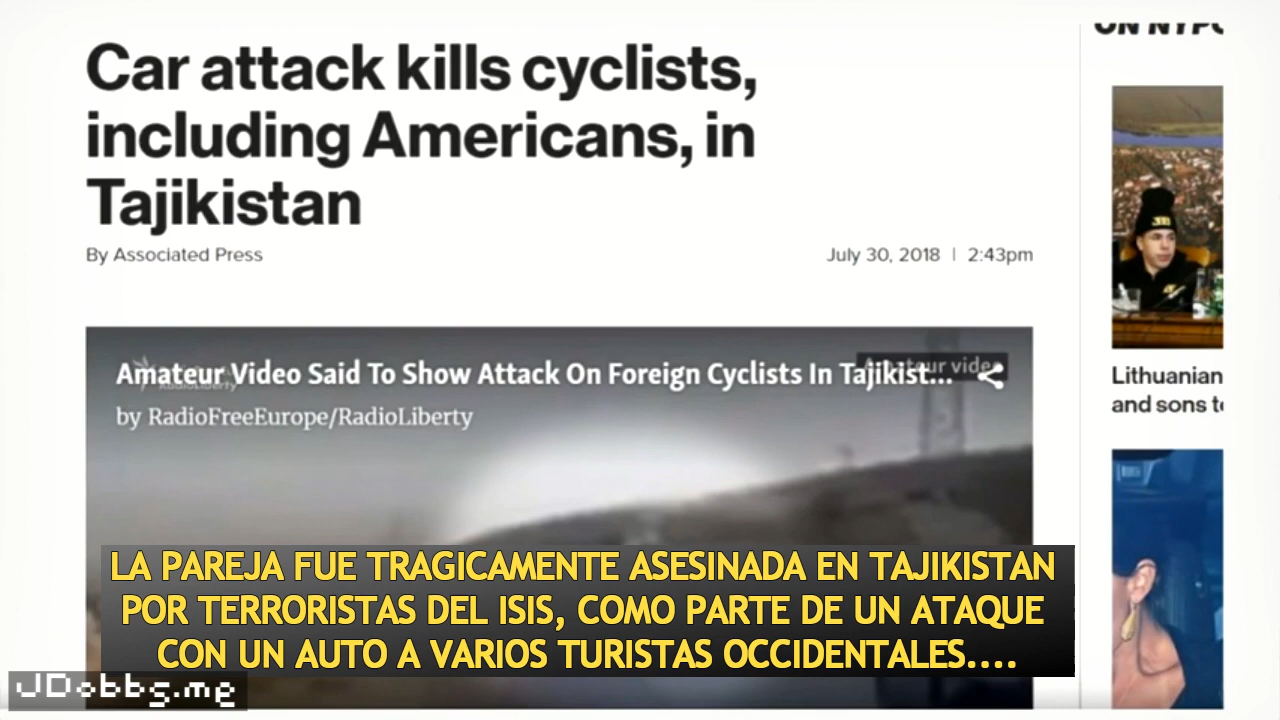 Car attack kills cyclists,
including Americans, in
Tajikistan
By Associated Press
July 30, 2018 | 2:43pm
Amateur Video Said To Show Attack On Foreign Cyclists In Tajikist...
Amateur video
by RadioFreeEurope/RadioLiberty
Lithuanian
and sons
LA PAREJA FUE TRAGICAMENTE ASESINADA EN TAJIKISTAN
POR TERRORISTAS DEL ISIS, COMO PARTE DE UN ATAQUE
CON UN AUTO A VARIOS TURISTAS OCCIDENTALES....
JDobbs.me